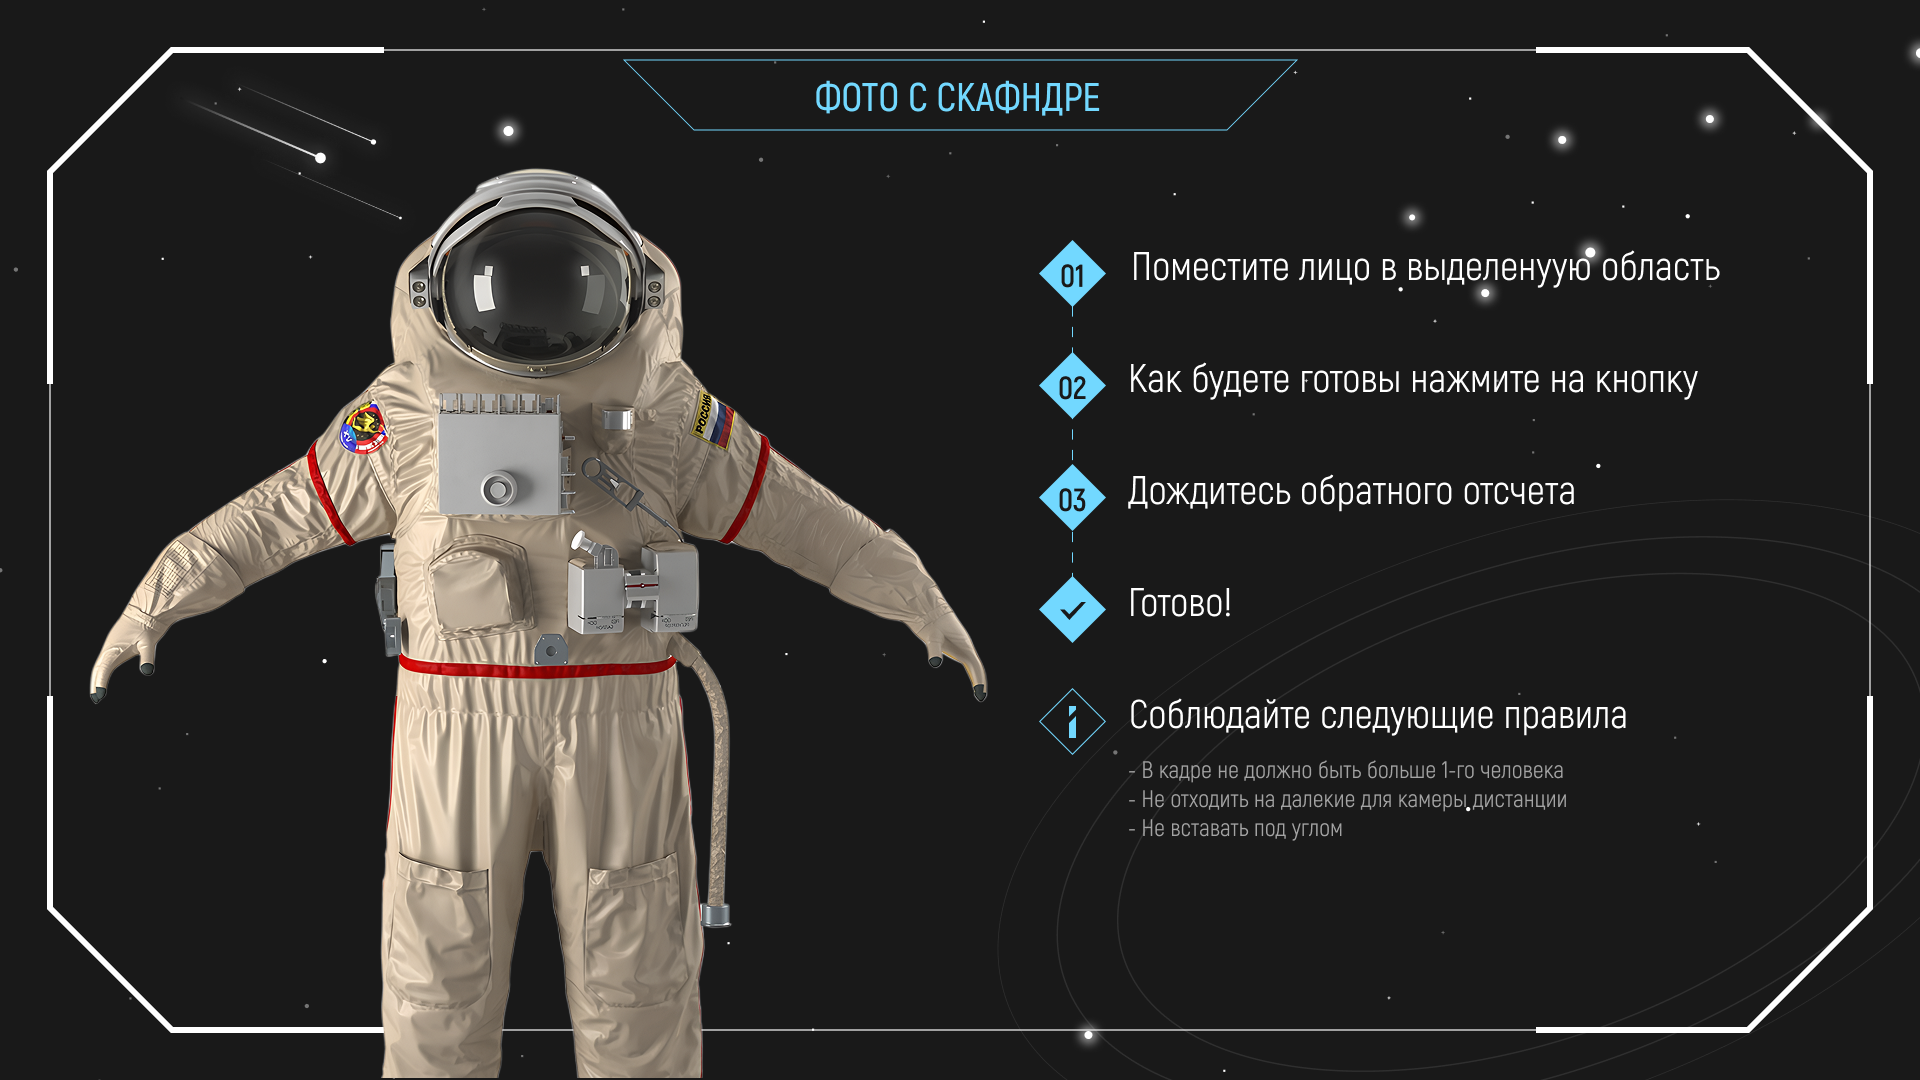 ФОТО С СКАФНДРЕ
01 Поместите лицо в выделенуую область
02 Как будете готовы нажмите на кнопку
03 Дождитесь обратного отсчета
Готово!
i Соблюдайте следующие правила
- В кадре не должно быть больше 1-го человека
- Не отходить на далекие для камеры дистанции
- Не вставать под углом
РОССИЯ